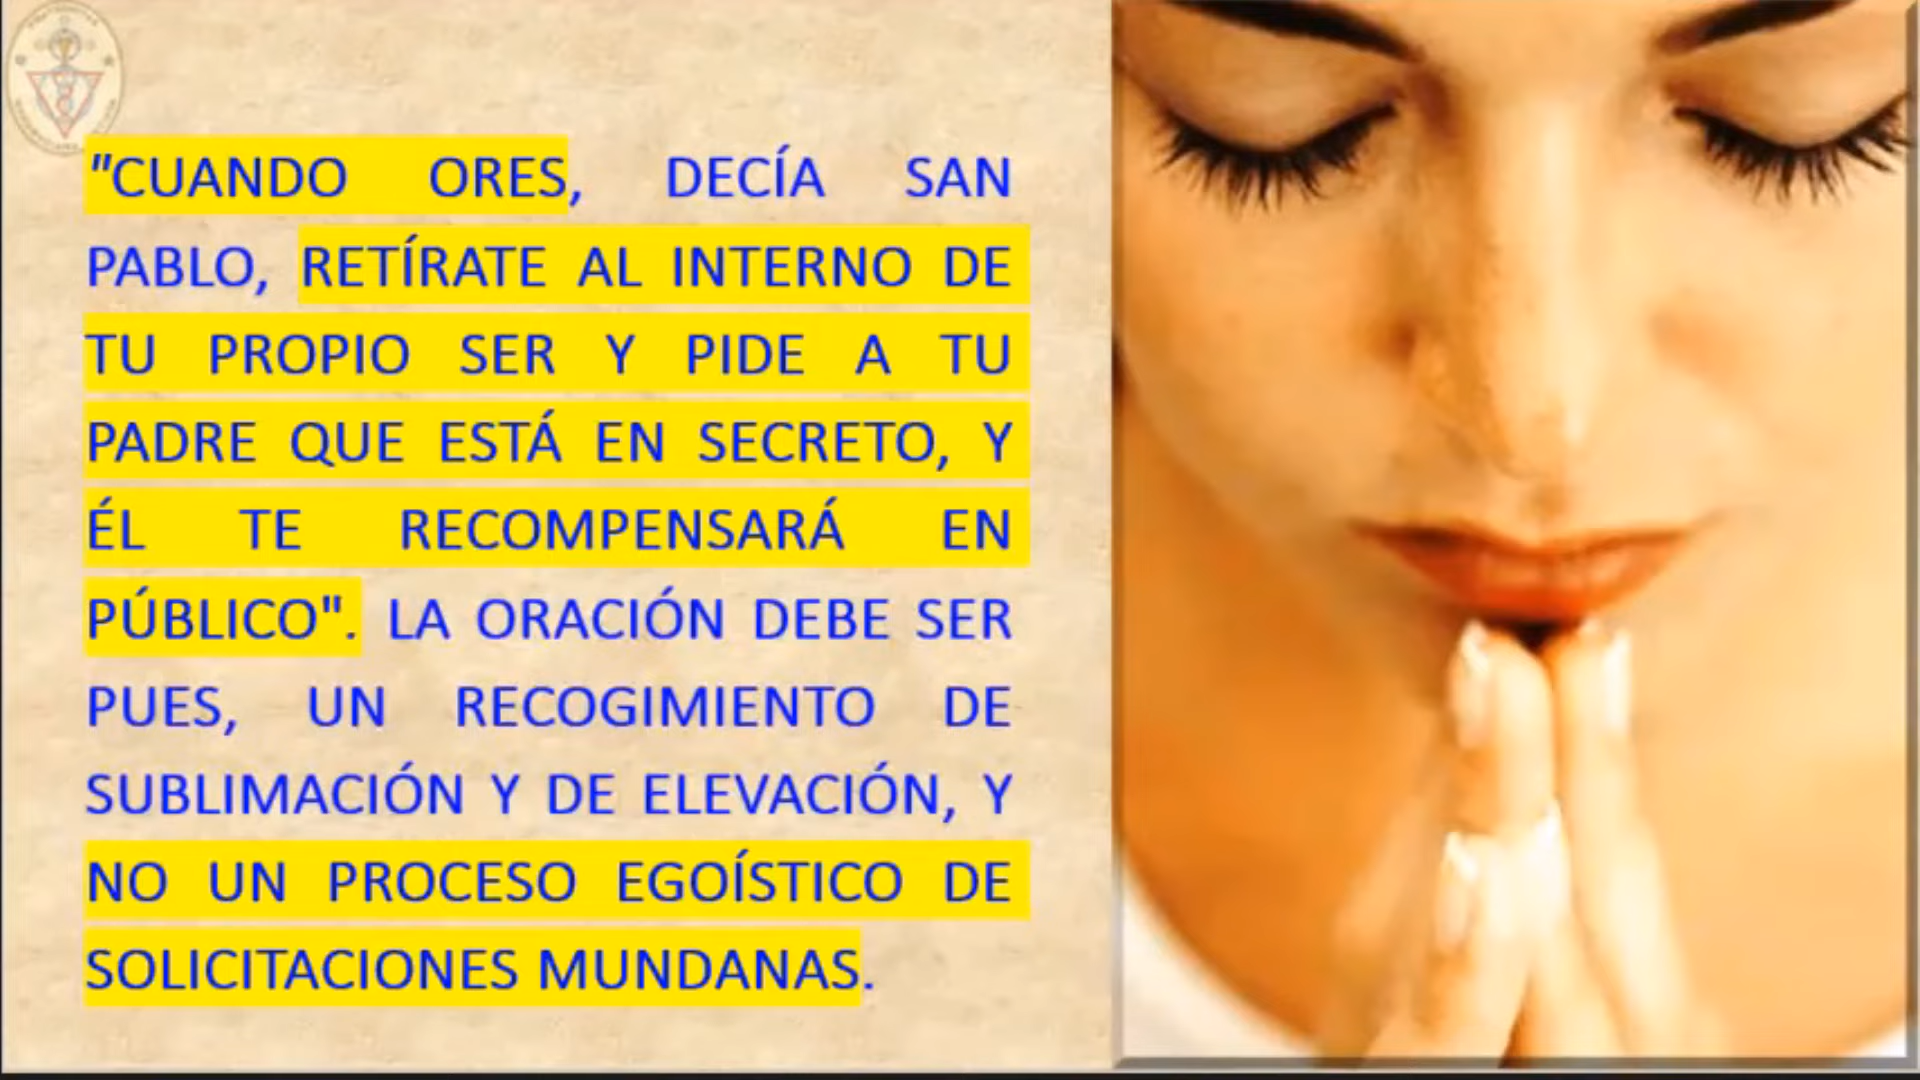 "CUANDO ORES, DECÍA SAN
PABLO, RETÍRATE AL INTERNO DE
TU PROPIO SER Y PIDE A TU
PADRE QUE ESTÁ EN SECRETO, Y
ÉL TE RECOMPENSARÁ EN
PÚBLICO". LA ORACIÓN DEBE SER
PUES, UN RECOGIMIENTO DE
SUBLIMACIÓN Y DE ELEVACIÓN, Y
NO UN PROCESO EGOÍSTICO DE
SOLICITACIONES MUNDANAS.